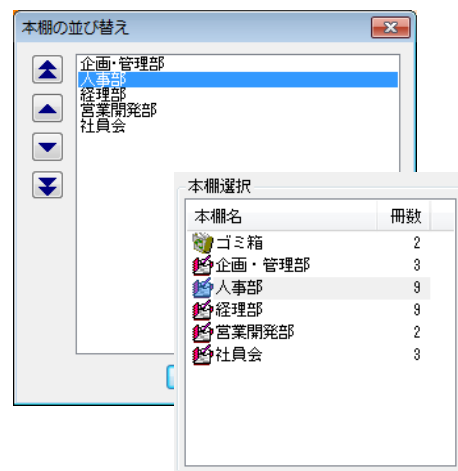 本棚の並び替え
企画・管理部
人事部
経理部
営業開発部
社員会
本棚選択
本棚名 冊数
ゴミ箱 2
企画・管理部 3
人事部 9
経理部 9
営業開発部 2
社員会 3